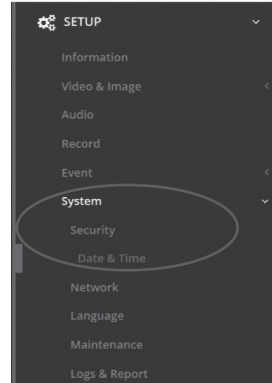 SETUP
Information
Video & Image
Audio
Record
Event
System
Security
Date & Time
Network
Language
Maintenance
Logs & Report